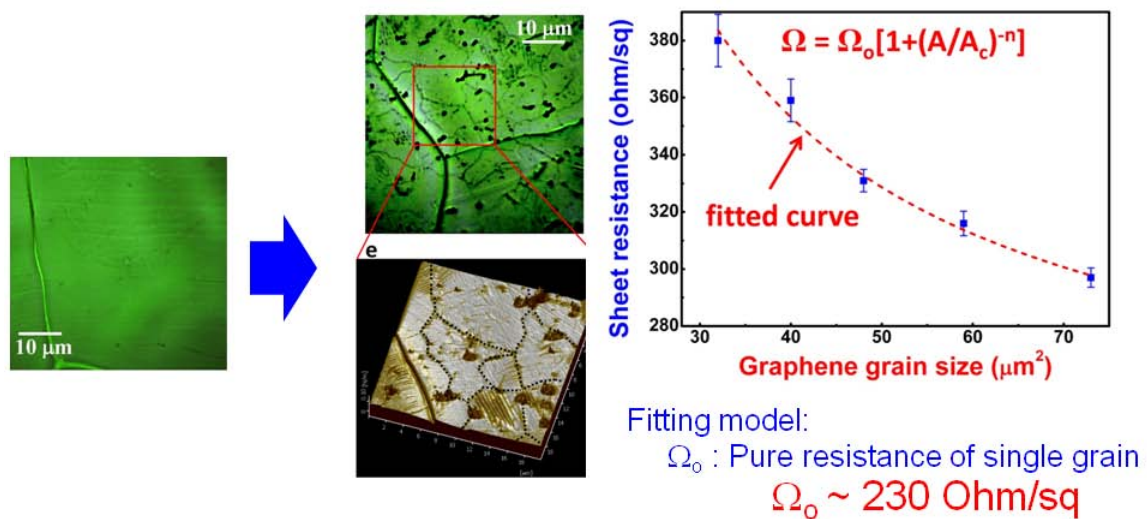 10 μm
10 μm
e
Sheet resistance (ohm/sq)
380
360
340
320
300
280
30 40 50 60 70
Graphene grain size (μm²)
Ω = Ωo[1+(A/Ac)-n]
fitted curve
Fitting model:
Ωo : Pure resistance of single grain
Ωo ~ 230 Ohm/sq